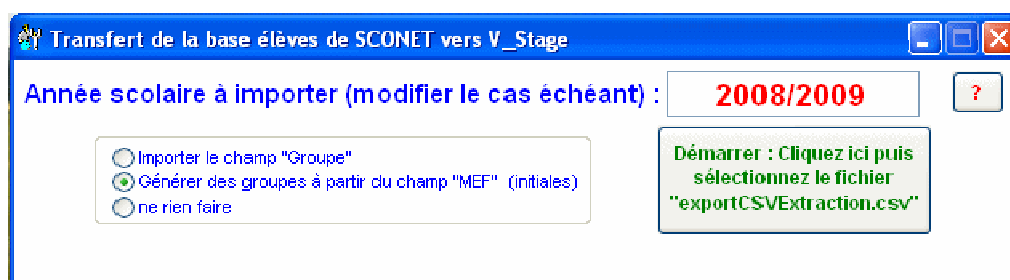 Transfert de la base élèves de SCONET vers V_Stage
Année scolaire à importer (modifier le cas échéant) : 2008/2009 ?
Importer le champ "Groupe"
Générer des groupes à partir du champ "MEF" (initiales)
ne rien faire
Démarrer : Cliquez ici puis
sélectionnez le fichier
"exportCSVExtraction.csv"